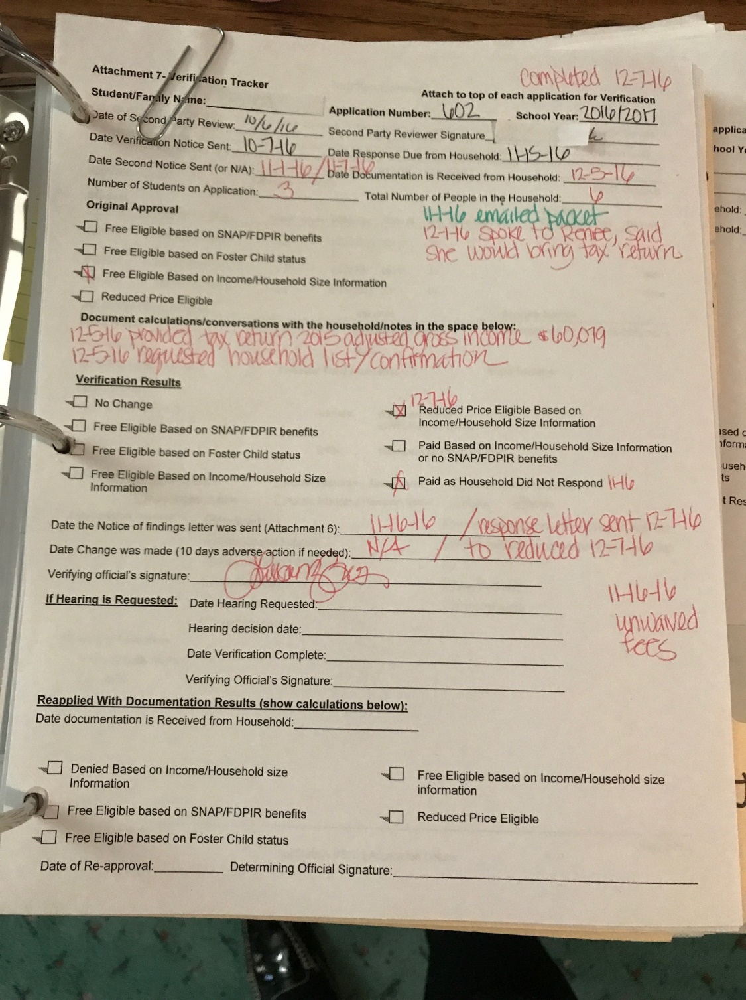 completed 12-7-16
Attachment 7- Verification Tracker
Attach to top of each application for Verification
Student/Family Name:
Application Number: 602 School Year: 2016/2017
Date of Second Party Review: 10/6/16 Second Party Reviewer Signature
Date Verification Notice Sent: 10-7-16 Date Response Due from Household: 11-15-16
Date Second Notice Sent (or N/A): 11-1-16 / 11-7-16 Date Documentation is Received from Household: 12-5-16
Number of Students on Application: 3 Total Number of People in the Household: 6
Original Approval
11-1-16 emailed packet
12-1-16 spoke to Renee, said
she would bring tax return
Free Eligible based on SNAP/FDPIR benefits
Free Eligible based on Foster Child status
Free Eligible Based on Income/Household Size Information
Reduced Price Eligible
Document calculations/conversations with the household/notes in the space below:
12-5-16 provided tax return 2015 adjusted gross income $60,079
12-5-16 requested household list/confirmation
Verification Results
No Change
Free Eligible Based on SNAP/FDPIR benefits
Free Eligible based on Foster Child status
Free Eligible Based on Income/Household Size
Information
12-7-16
Reduced Price Eligible Based on
Income/Household Size Information
Paid Based on Income/Household Size Information
or no SNAP/FDPIR benefits
Paid as Household Did Not Respond 11-16
Date the Notice of findings letter was sent (Attachment 6): 11-16-16 / response letter sent 12-7-16
Date Change was made (10 days adverse action if needed): N/A / to reduced 12-7-16
Verifying official's signature:
11-16-16
unwaived
fees
If Hearing is Requested: Date Hearing Requested:
Hearing decision date:
Date Verification Complete:
Verifying Official's Signature:
Reapplied With Documentation Results (show calculations below):
Date documentation is Received from Household:
Denied Based on Income/Household size
Information
Free Eligible based on SNAP/FDPIR benefits
Free Eligible based on Foster Child status
Free Eligible based on Income/Household size
information
Reduced Price Eligible
Date of Re-approval: Determining Official Signature:
applica
hool Y
ehold:
ehold: